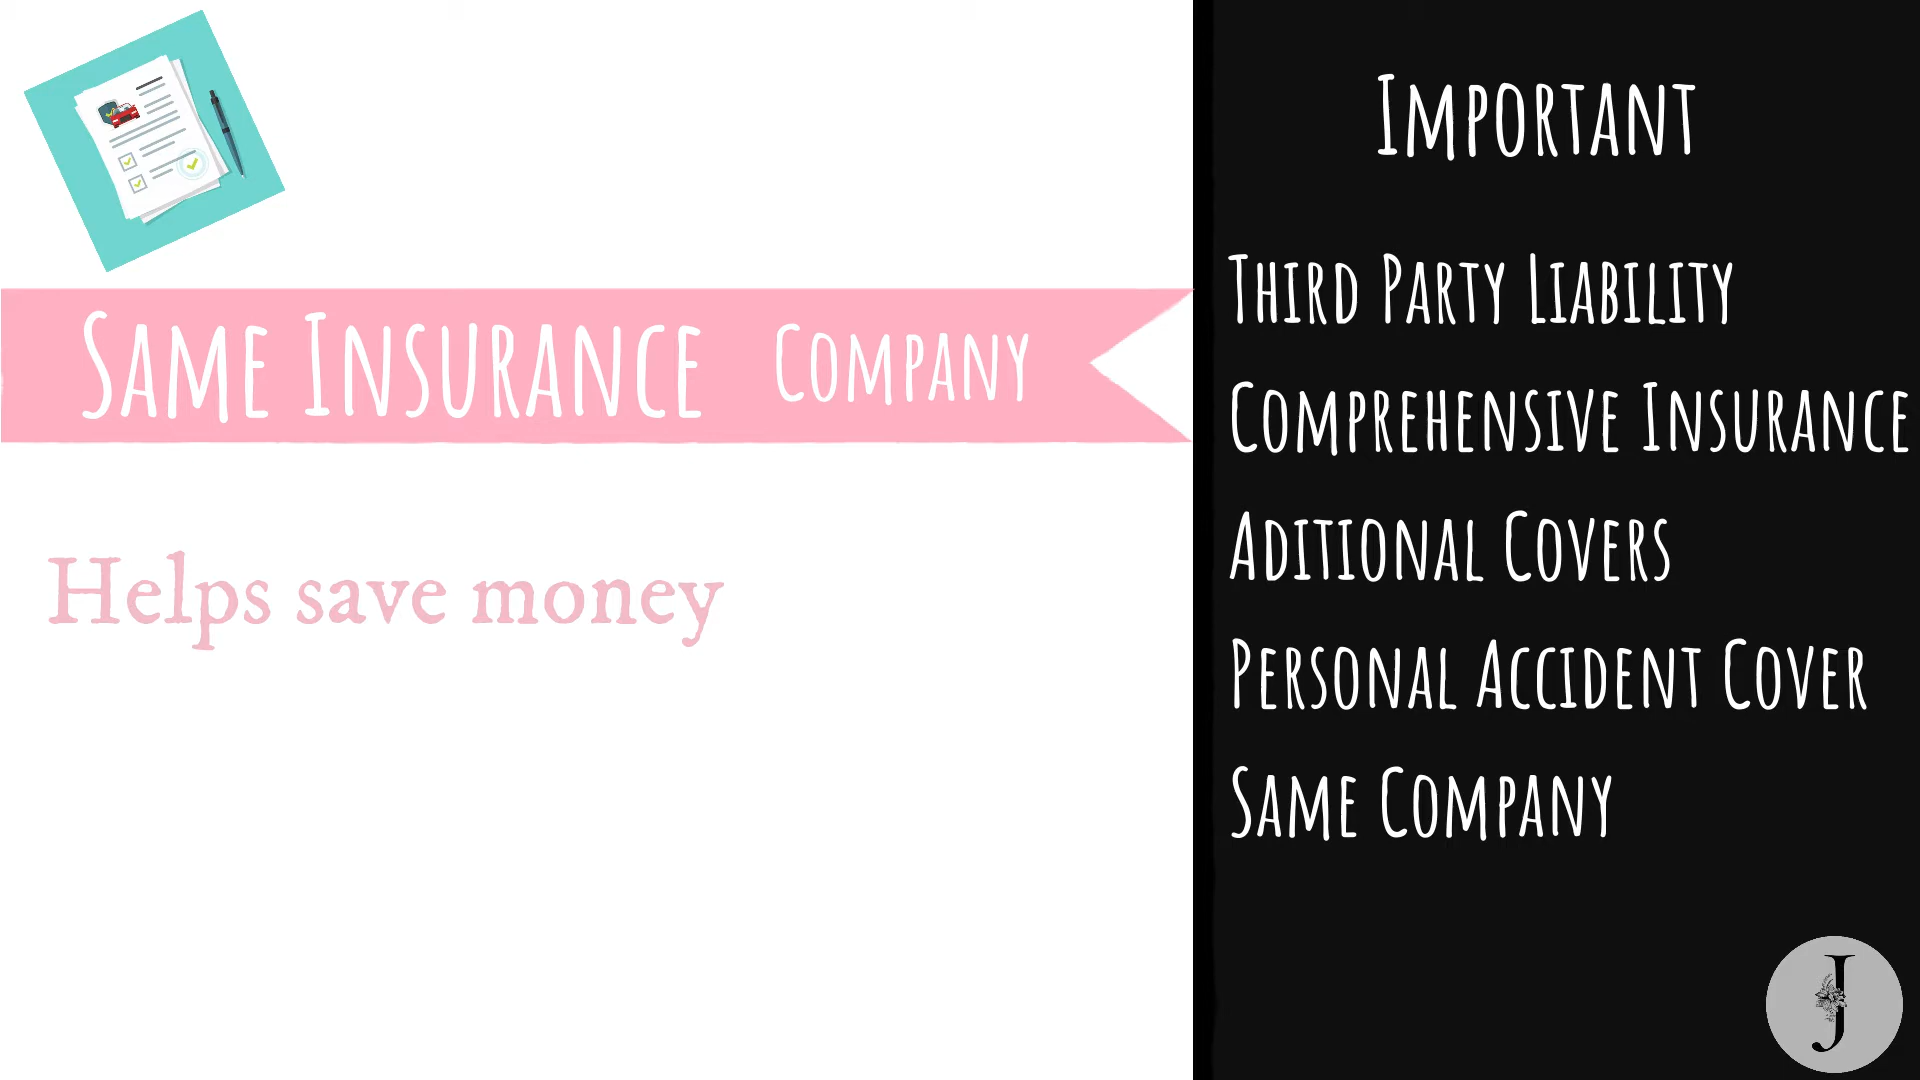 Same Insurance Company
Helps save money
Important
Third Party Liability
Comprehensive Insurance
Aditional Covers
Personal Accident Cover
Same Company
J